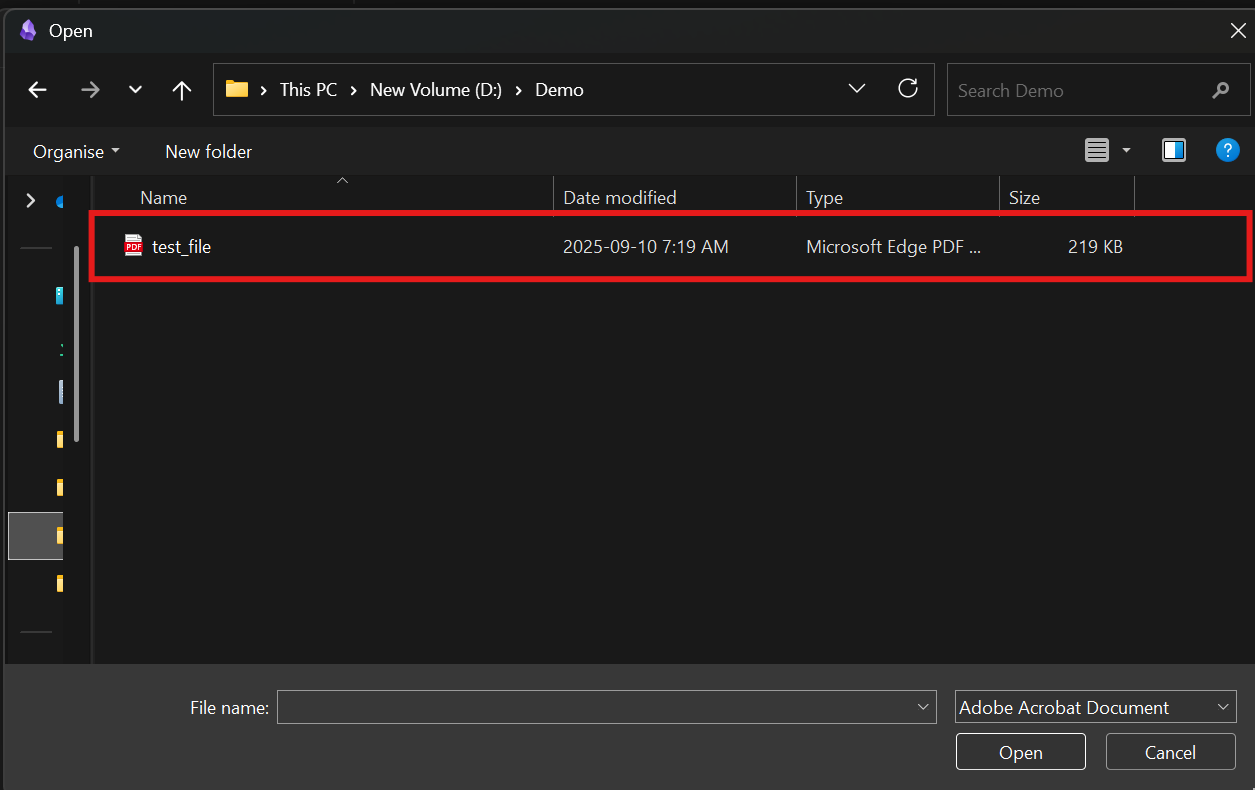 Open
This PC New Volume (D:) Demo Search Demo
Organise New folder ?
Name Date modified Type Size
PDF test_file 2025-09-10 7:19 AM Microsoft Edge PDF ... 219 KB
File name: Adobe Acrobat Document
Open Cancel